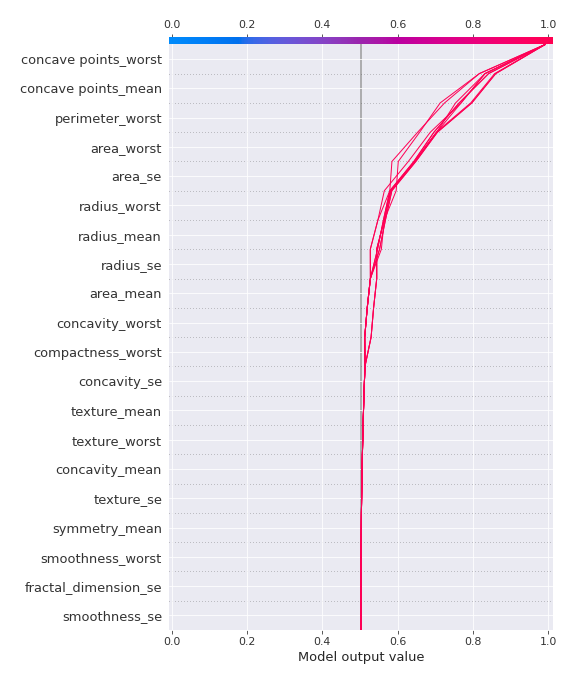 0.0 0.2 0.4 0.6 0.8 1.0
concave points_worst
concave points_mean
perimeter_worst
area_worst
area_se
radius_worst
radius_mean
radius_se
area_mean
concavity_worst
compactness_worst
concavity_se
texture_mean
texture_worst
concavity_mean
texture_se
symmetry_mean
smoothness_worst
fractal_dimension_se
smoothness_se
0.0 0.2 0.4 0.6 0.8 1.0
Model output value